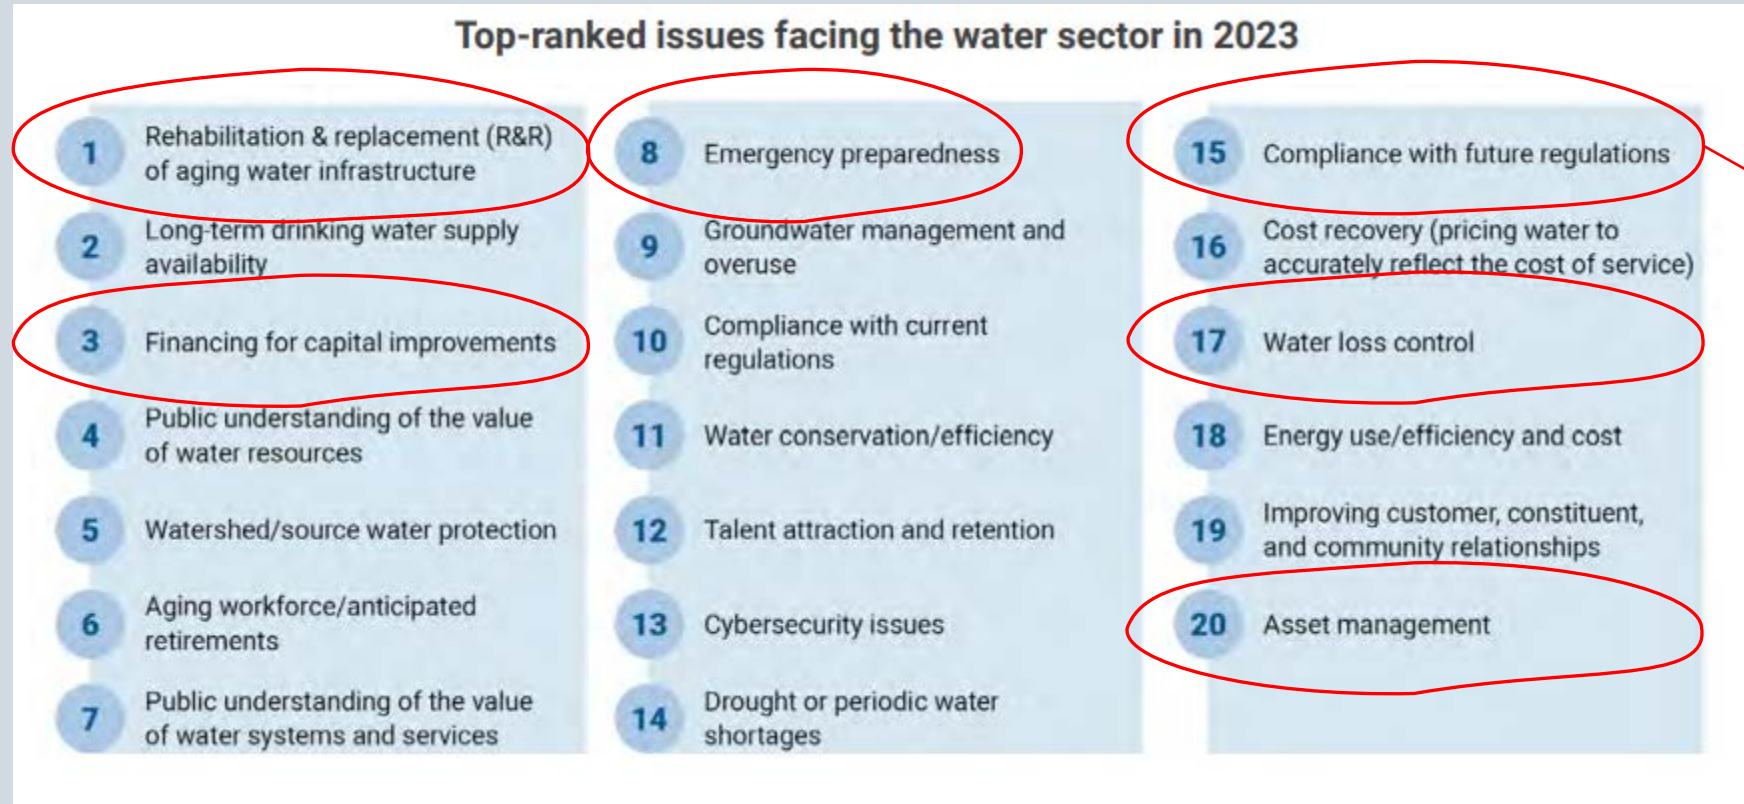 Top-ranked issues facing the water sector in 2023
1
Rehabilitation & replacement (R&R)
of aging water infrastructure
2
Long-term drinking water supply
availability
3
Financing for capital improvements
4
Public understanding of the value
of water resources
5
Watershed/source water protection
6
Aging workforce/anticipated
retirements
7
Public understanding of the value
of water systems and services
8
Emergency preparedness
9
Groundwater management and
overuse
10
Compliance with current
regulations
11
Water conservation/efficiency
12
Talent attraction and retention
13
Cybersecurity issues
14
Drought or periodic water
shortages
15
Compliance with future regulations
16
Cost recovery (pricing water to
accurately reflect the cost of service)
17
Water loss control
18
Energy use/efficiency and cost
19
Improving customer, constituent,
and community relationships
20
Asset management